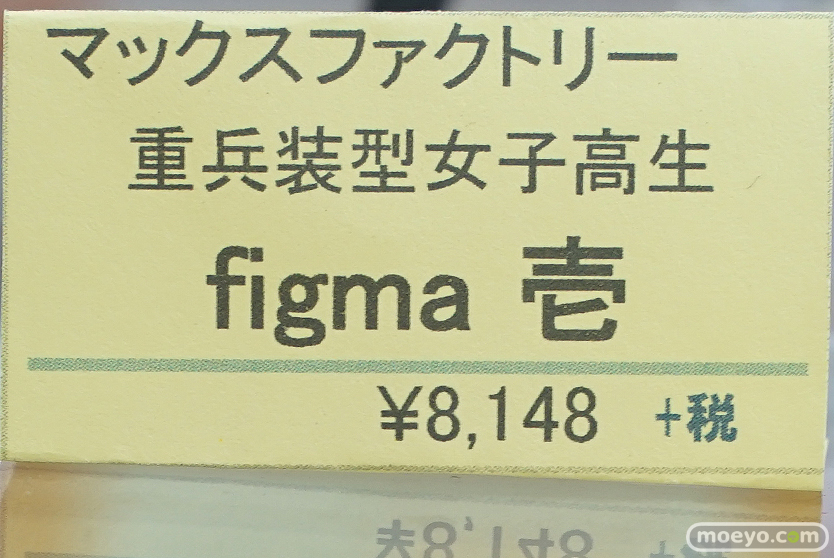 マックスファクトリー
重兵装型女子高生
figma 壱
¥8,148 +税
moeyo.com